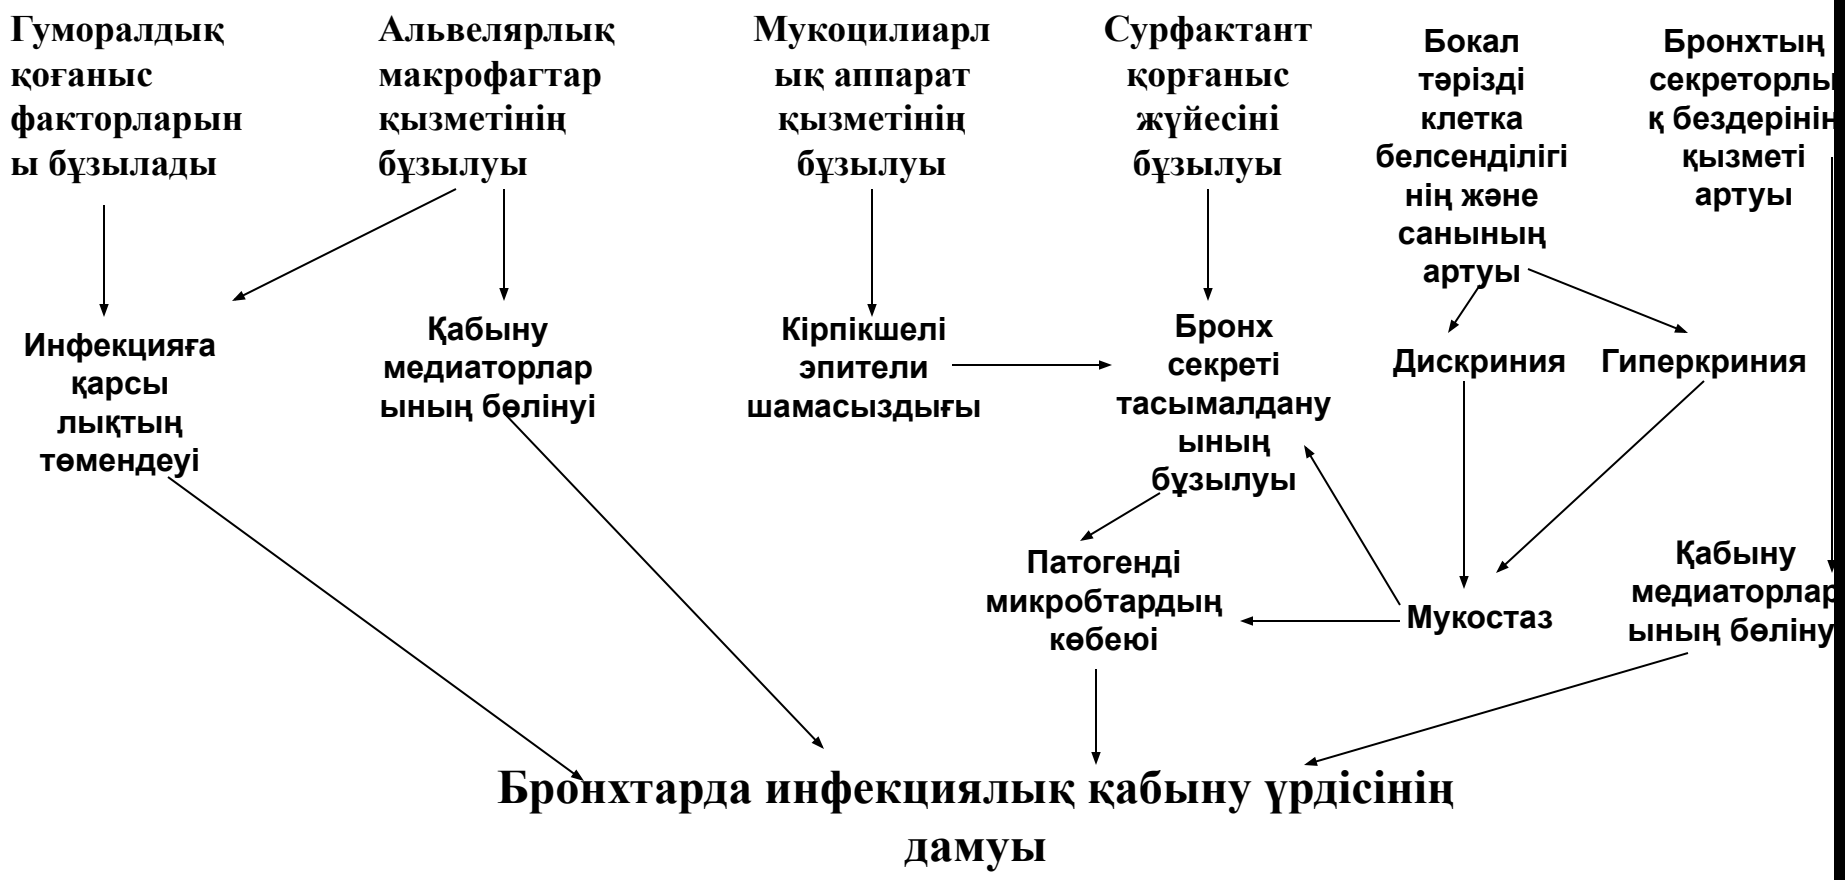 Гуморалдық
қоғаныс
факторларын
ы бұзылады
Альвелярлық
макрофагтар
қызметінің
бұзылуы
Мукоцилиарл
ық аппарат
қызметінің
бұзылуы
Сурфактант
қорғаныс
жүйесіні
бұзылуы
Бокал
тәрізді
клетка
белсенділігі
нің және
санының
артуы
Бронхтың
секреторлы
қ бездерінің
қызметі
артуы
Инфекцияға
қарсы
лықтың
төмендеуі
Қабыну
медиаторлар
ының бөлінуі
Кірпікшелі
эпители
шамасыздығы
Бронх
секреті
тасымалдану
ының
бұзылуы
Дискриния
Гиперкриния
Патогенді
микробтардың
көбеюі
Мукостаз
Қабыну
медиаторлар
ының бөліну
Бронхтарда инфекциялық қабыну үрдісінің
дамуы